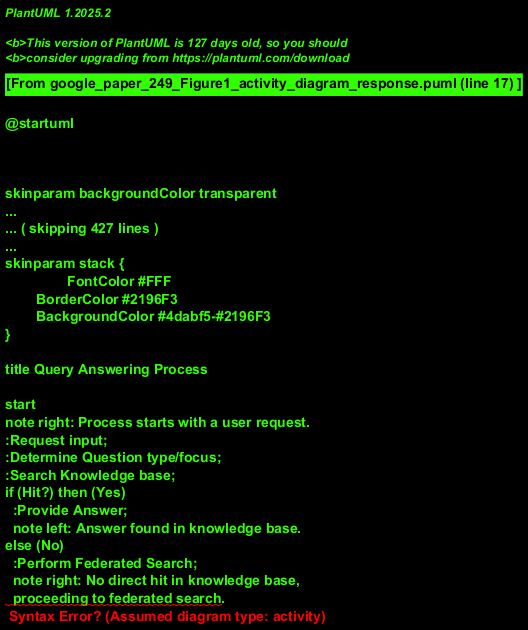 PlantUML 1.2025.2
<b>This version of PlantUML is 127 days old, so you should
<b>consider upgrading from https://plantuml.com/download
[From google_paper_249_Figure1_activity_diagram_response.puml (line 17) ]
@startuml
skinparam backgroundColor transparent
...
... ( skipping 427 lines )
...
skinparam stack {
FontColor #FFF
BorderColor #2196F3
BackgroundColor #4dabf5-#2196F3
}
title Query Answering Process
start
note right: Process starts with a user request.
:Request input;
:Determine Question type/focus;
:Search Knowledge base;
if (Hit?) then (Yes)
:Provide Answer;
note left: Answer found in knowledge base.
else (No)
:Perform Federated Search;
note right: No direct hit in knowledge base,
proceeding to federated search.
Syntax Error? (Assumed diagram type: activity)